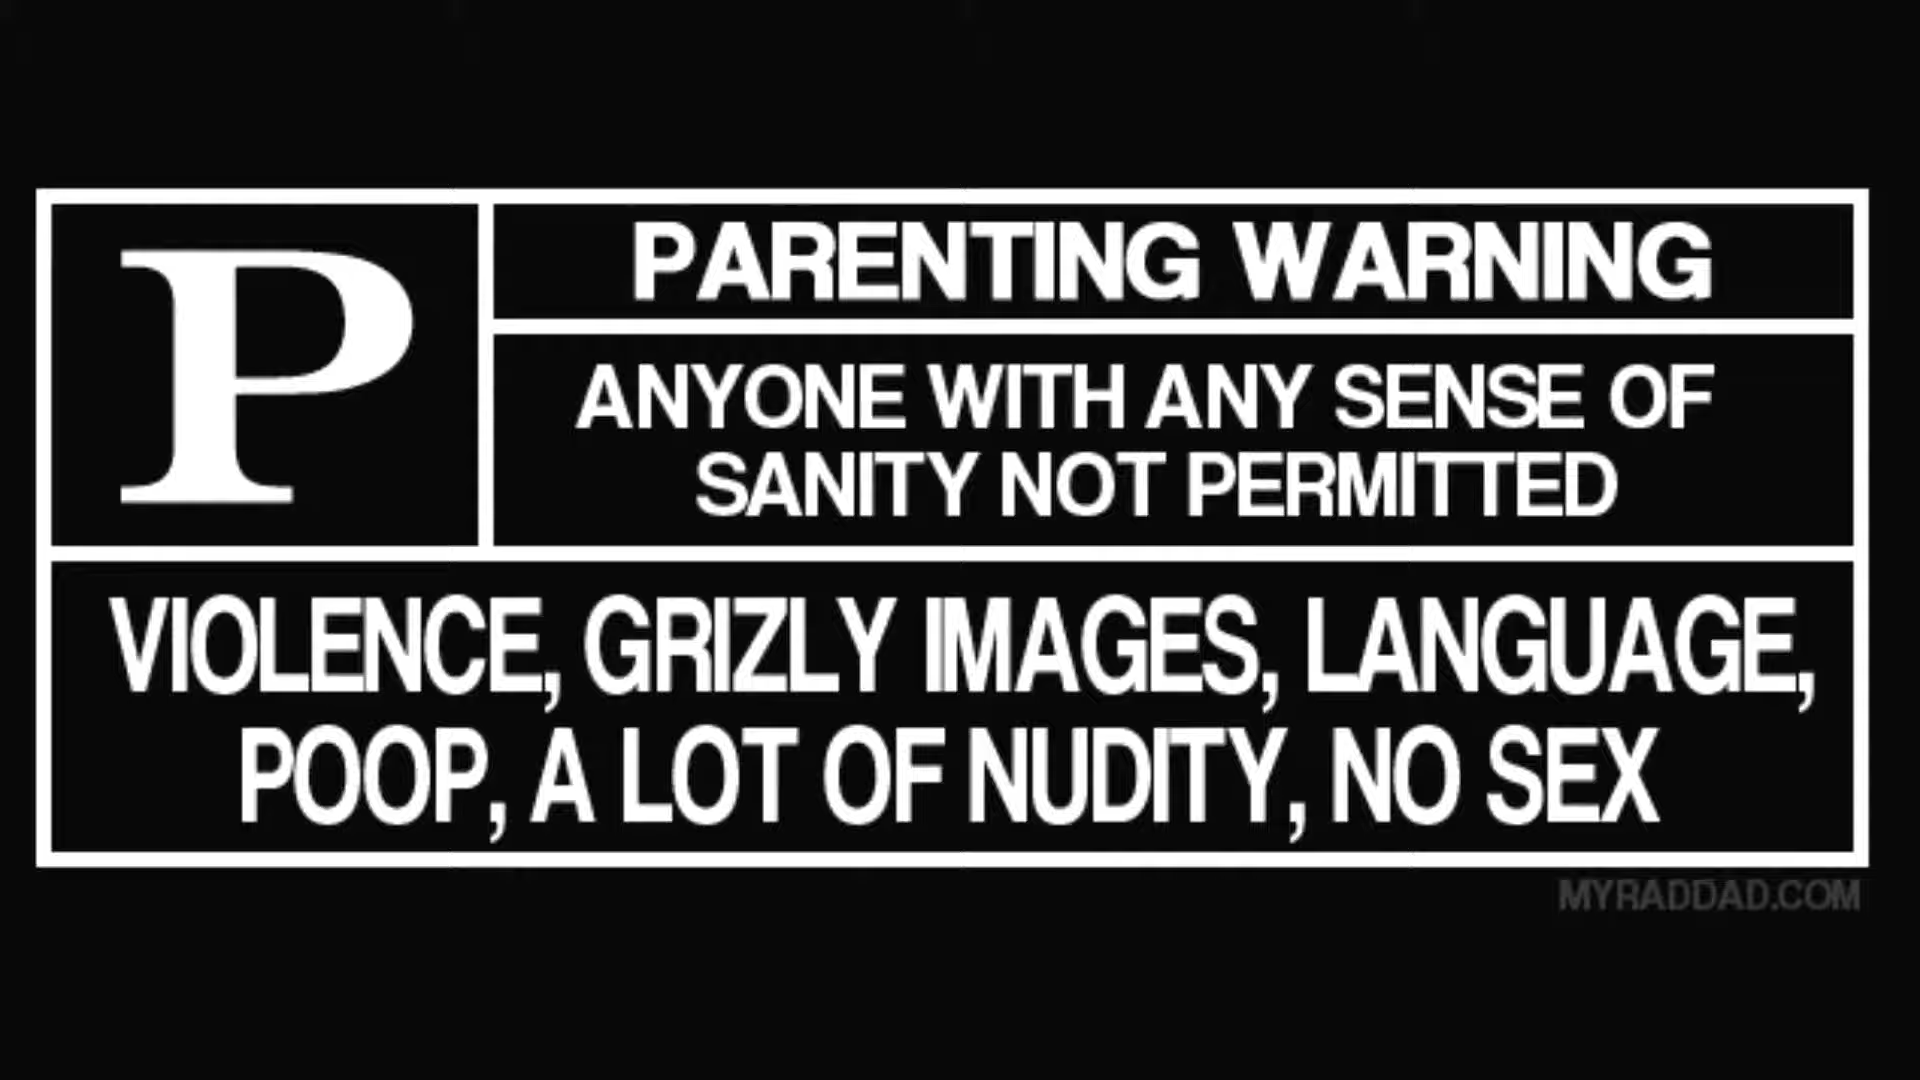 P
PARENTING WARNING
ANYONE WITH ANY SENSE OF
SANITY NOT PERMITTED
VIOLENCE, GRIZLY IMAGES, LANGUAGE,
POOP, A LOT OF NUDITY, NO SEX
MYRADDAD.COM